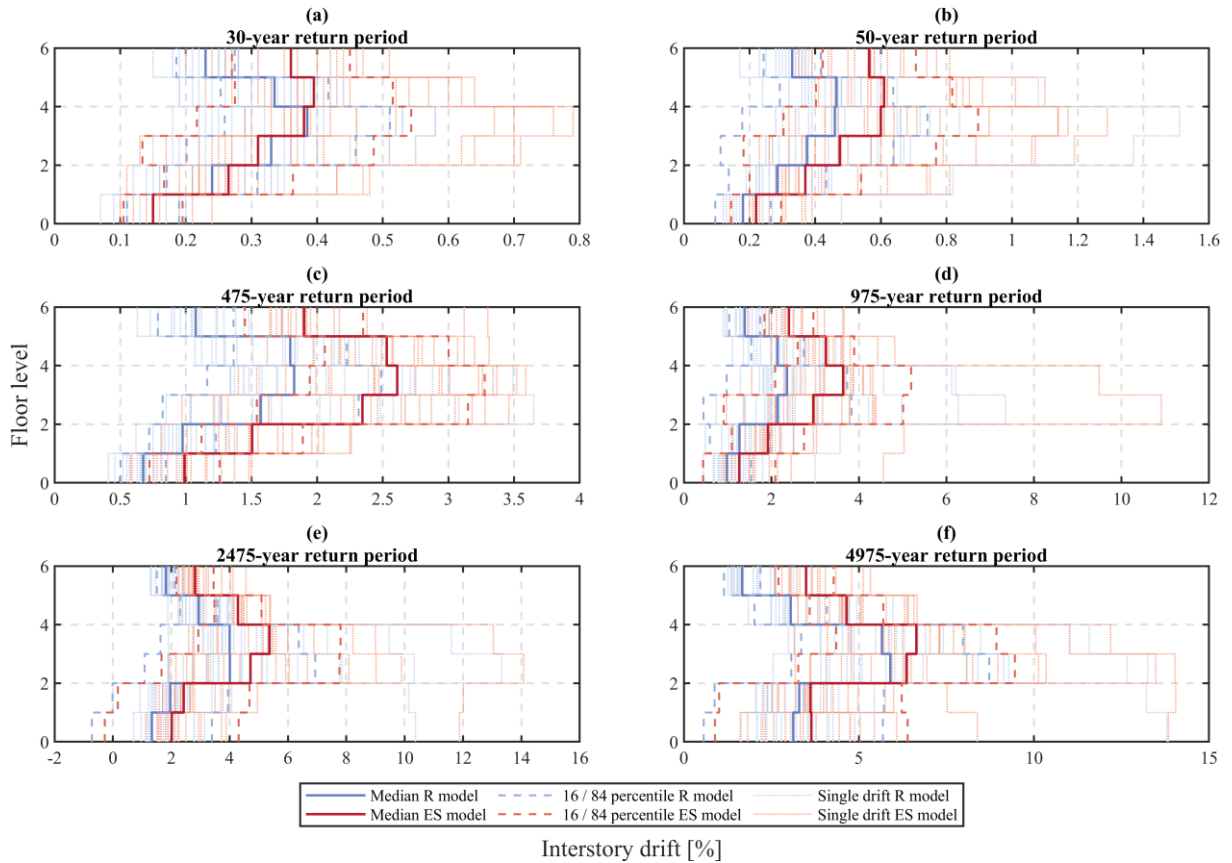 (a)
30-year return period
6
4
2
0
0 0.1 0.2 0.3 0.4 0.5 0.6 0.7 0.8
(b)
50-year return period
6
4
2
0
0 0.2 0.4 0.6 0.8 1 1.2 1.4 1.6
(c)
475-year return period
6
4
2
0
0 0.5 1 1.5 2 2.5 3 3.5 4
(d)
975-year return period
6
4
2
0
0 2 4 6 8 10 12
Floor level
(e)
2475-year return period
6
4
2
0
-2 0 2 4 6 8 10 12 14 16
(f)
4975-year return period
6
4
2
0
0 5 10 15
Median R model 16 / 84 percentile R model Single drift R model
Median ES model 16 / 84 percentile ES model Single drift ES model
Interstory drift [%]